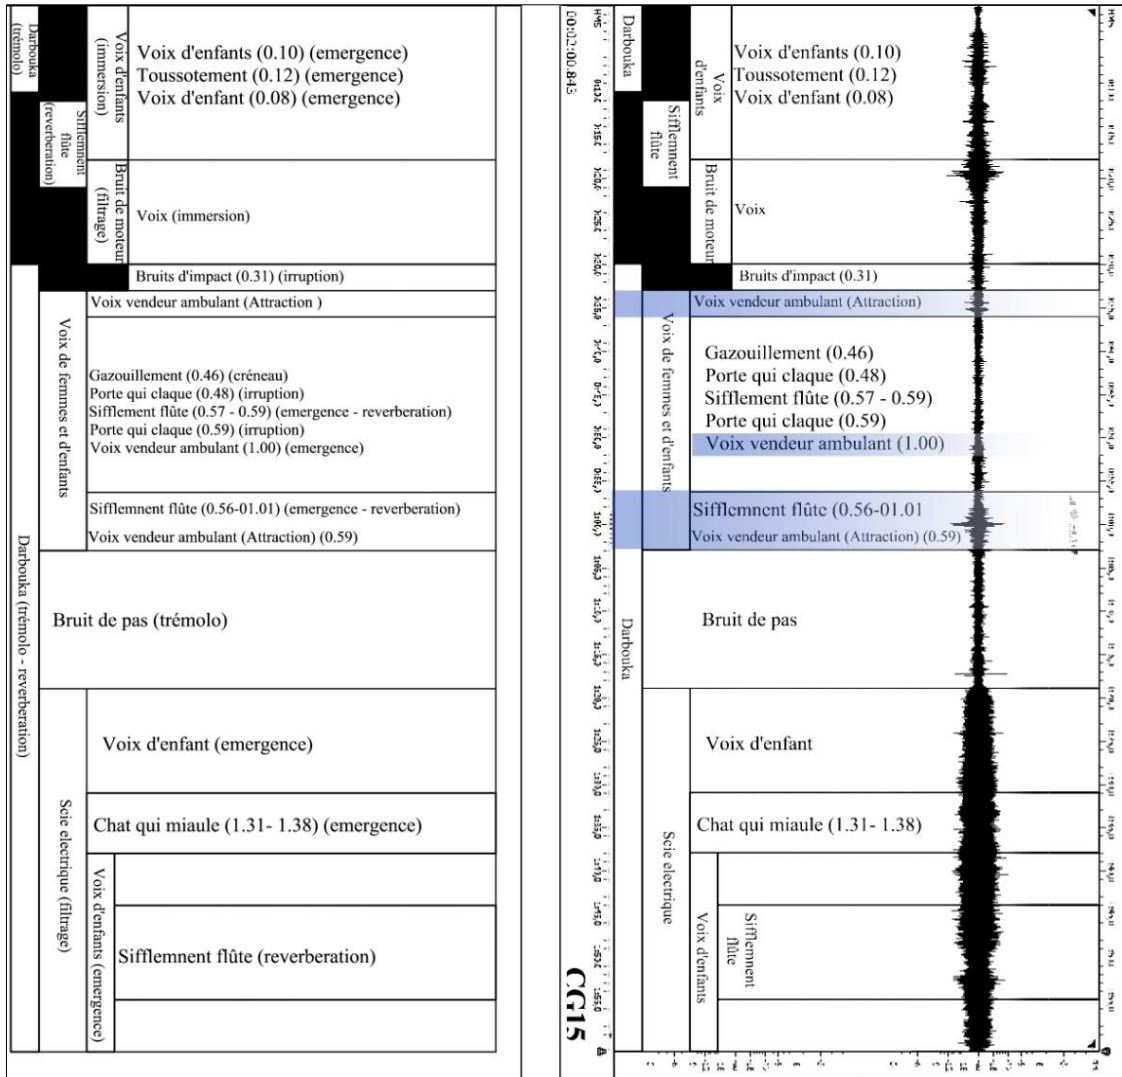 Darbouka
(trémolo)
Voix d'enfants
(immersion)
Voix d'enfants (0.10) (emergence)
Toussotement (0.12) (emergence)
Voix d'enfant (0.08) (emergence)
Sifflemnent
flûte
(reverberation)
Bruit de moteur
(filtrage)
Voix (immersion)
Bruits d'impact (0.31) (irruption)
Voix vendeur ambulant (Attraction )
Voix de femmes et d'enfants
Gazouillement (0.46) (créneau)
Porte qui claque (0.48) (irruption)
Sifflement flûte (0.57 - 0.59) (emergence - reverberation)
Porte qui claque (0.59) (irruption)
Voix vendeur ambulant (1.00) (emergence)
Sifflemnent flûte (0.56-01.01) (emergence - reverberation)
Voix vendeur ambulant (Attraction) (0.59)
Darbouka (trémolo - reverberation)
Bruit de pas (trémolo)
Scie electrique (filtrage)
Voix d'enfant (emergence)
Chat qui miaule (1.31- 1.38) (emergence)
Voix d'enfants (emergence)
Sifflemnent flûte (reverberation)
00:02:00.843
CG15
Darbouka
Voix
d'enfants
Voix d'enfants (0.10)
Toussotement (0.12)
Voix d'enfant (0.08)
Sifflemnent
flûte
Bruit de moteur
Voix
Bruits d'impact (0.31)
Voix vendeur ambulant (Attraction)
Voix de femmes et d'enfants
Gazouillement (0.46)
Porte qui claque (0.48)
Sifflement flûte (0.57 - 0.59)
Porte qui claque (0.59)
Voix vendeur ambulant (1.00)
Sifflemnent flûte (0.56-01.01
Voix vendeur ambulant (Attraction) (0.59)
Darbouka
Bruit de pas
Scie electrique
Voix d'enfant
Chat qui miaule (1.31- 1.38)
Voix d'enfants
Sifflemnent
flûte